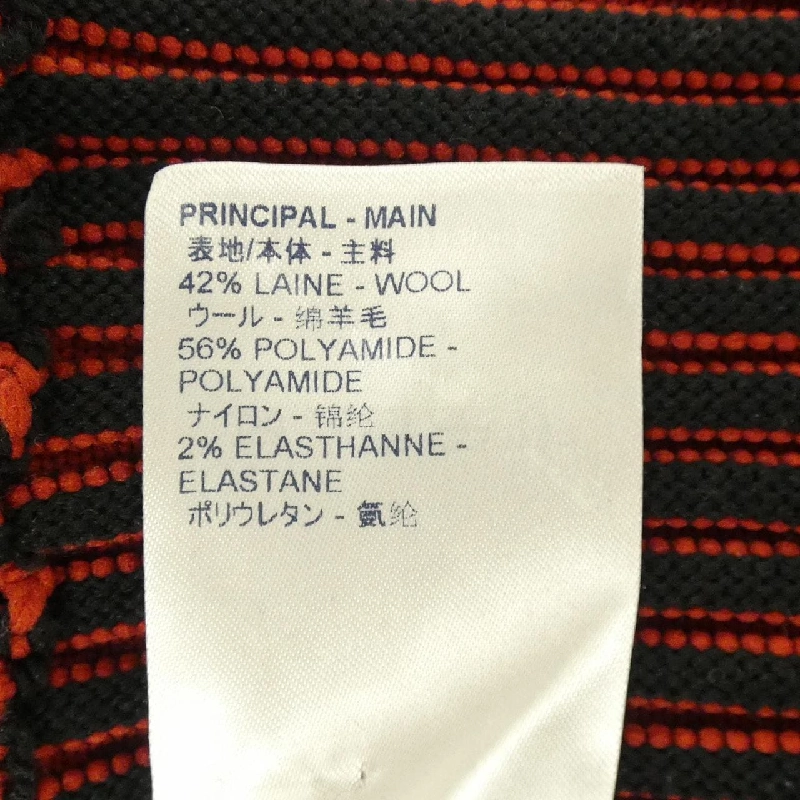 PRINCIPAL - MAIN
表地/本体 - 主料
42% LAINE - WOOL
ウール - 绵羊毛
56% POLYAMIDE -
POLYAMIDE
ナイロン - 锦纶
2% ELASTHANNE -
ELASTANE
ポリウレタン - 氨纶